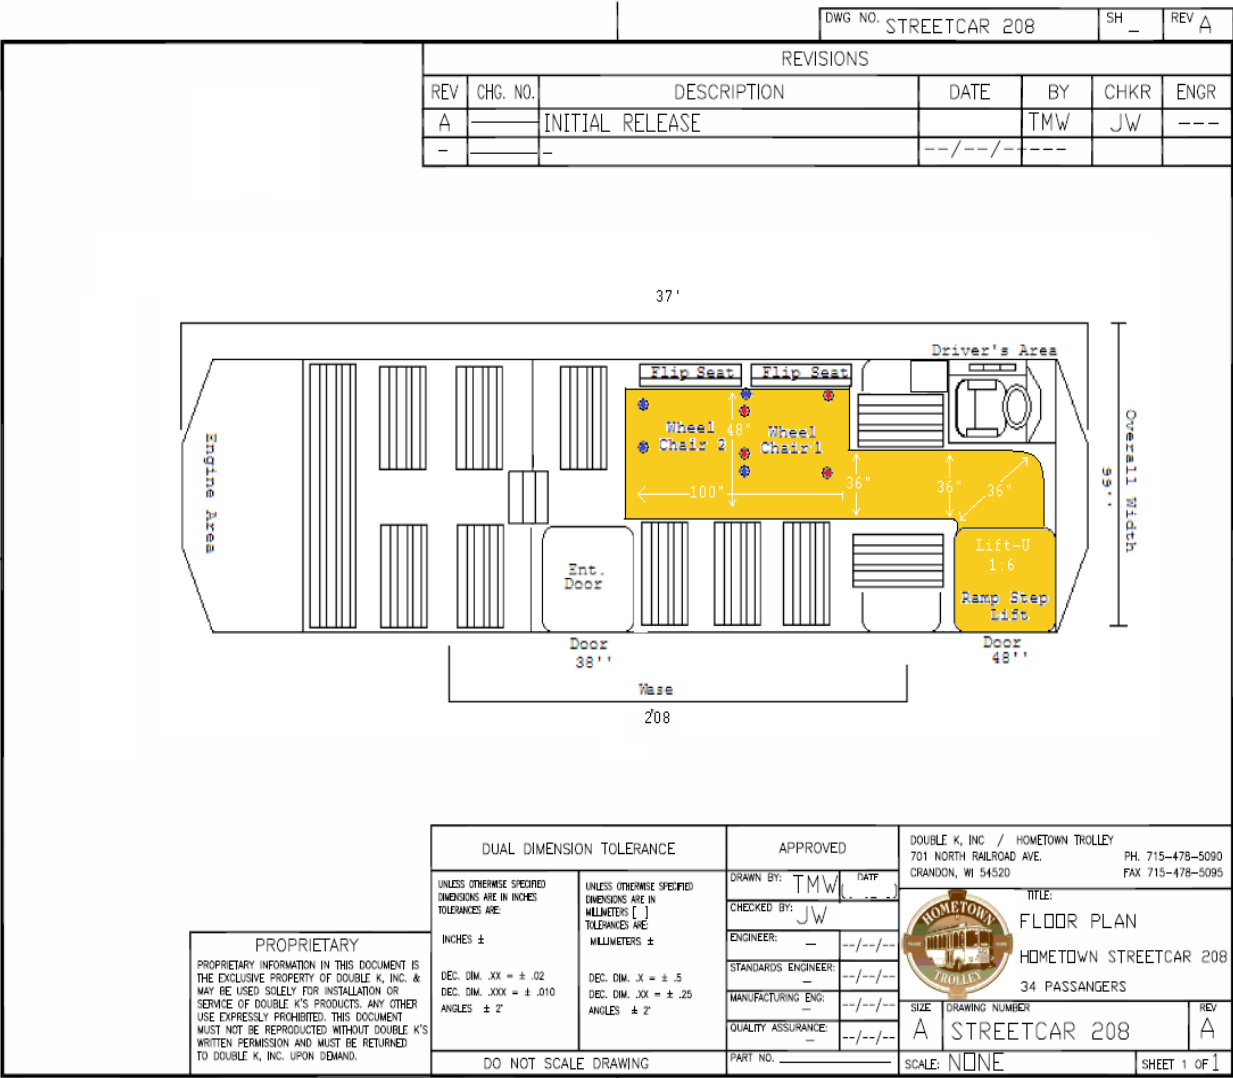 DWG NO. STREETCAR 208
SH –
REV A
REVISIONS
REV CHG. NO. DESCRIPTION DATE BY CHKR ENGR
A INITIAL RELEASE TMW JW ---
- - --/--/-- ---
37'
Driver's Area
Flip Seat Flip Seat
Wheel Chair 2
48"
Wheel Chair 1
100"
36"
36"
36"
Engine Area
Overall Width
99''
Ent.
Door
Lift-U
1:6
Ramp Step
Lift
Door
38''
Door
48''
Wase
208
DUAL DIMENSION TOLERANCE
UNLESS OTHERWISE SPECIFIED
DIMENSIONS ARE IN INCHES
TOLERANCES ARE:
INCHES ±
DEC. DIM. .XX = ± .02
DEC. DIM. .XXX = ± .010
ANGLES ± 2°
UNLESS OTHERWISE SPECIFIED
DIMENSIONS ARE IN
MILLIMETERS [ ]
TOLERANCES ARE:
MILLIMETERS ±
DEC. DIM. .X = ± .5
DEC. DIM. .XX = ± .25
ANGLES ± 2°
DO NOT SCALE DRAWING
PROPRIETARY
PROPRIETARY INFORMATION IN THIS DOCUMENT IS
THE EXCLUSIVE PROPERTY OF DOUBLE K, INC. &
MAY BE USED SOLELY FOR INSTALLATION OR
SERVICE OF DOUBLE K'S PRODUCTS. ANY OTHER
USE EXPRESSLY PROHIBITED. THIS DOCUMENT
MUST NOT BE REPRODUCED WITHOUT DOUBLE K'S
WRITTEN PERMISSION AND MUST BE RETURNED
TO DOUBLE K, INC. UPON DEMAND.
APPROVED
DRAWN BY: TMW DATE
CHECKED BY: JW
ENGINEER: – --/--/--
STANDARDS ENGINEER: – --/--/--
MANUFACTURING ENG: – --/--/--
QUALITY ASSURANCE: – --/--/--
PART NO.
DOUBLE K, INC / HOMETOWN TROLLEY
701 NORTH RAILROAD AVE. PH. 715-478-5090
CRANDON, WI 54520 FAX 715-478-5095
HOMETOWN
TROLLEY
TITLE:
FLOOR PLAN
HOMETOWN STREETCAR 208
34 PASSANGERS
SIZE A
DRAWING NUMBER STREETCAR 208
REV A
SCALE: NONE
SHEET 1 OF 1